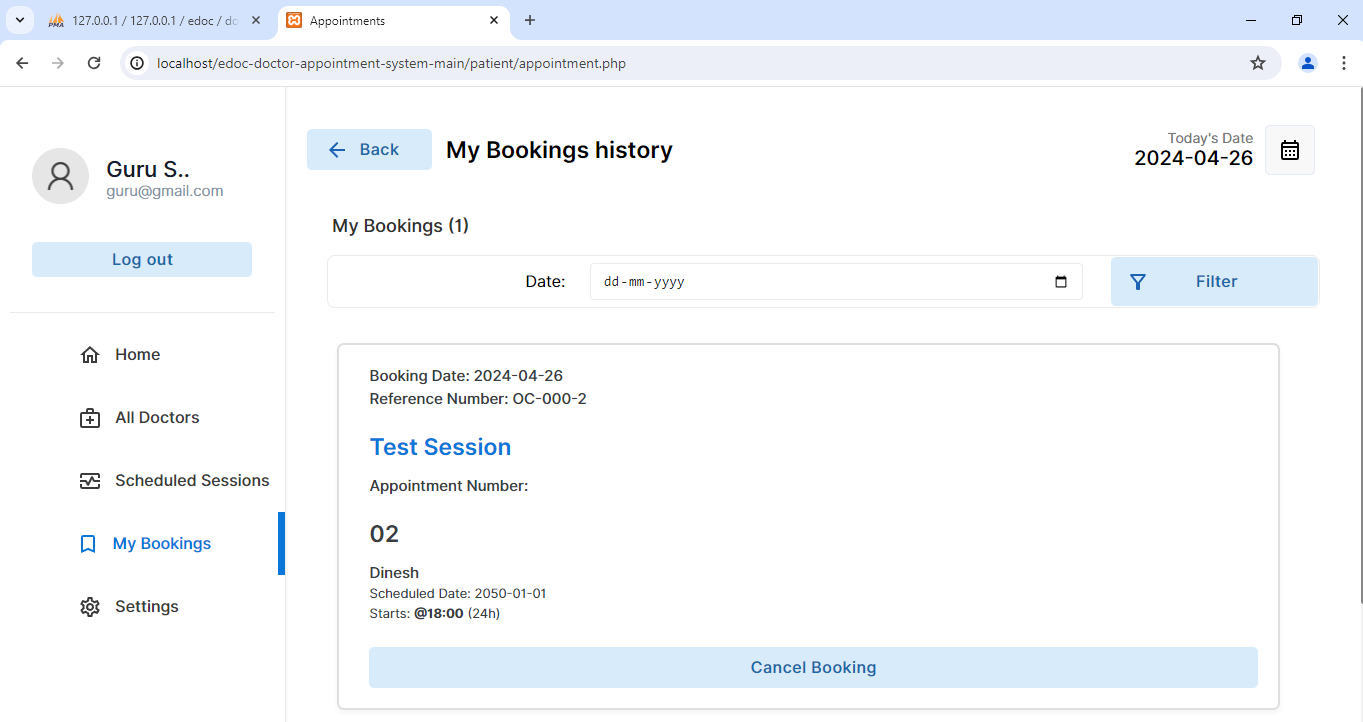 127.0.0.1 / 127.0.0.1 / edoc / do
Appointments
localhost/edoc-doctor-appointment-system-main/patient/appointment.php
Guru S..
guru@gmail.com
Log out
Home
All Doctors
Scheduled Sessions
My Bookings
Settings
Back
My Bookings history
Today's Date
2024-04-26
My Bookings (1)
Date:
dd-mm-yyyy
Filter
Booking Date: 2024-04-26
Reference Number: OC-000-2
Test Session
Appointment Number:
02
Dinesh
Scheduled Date: 2050-01-01
Starts: @18:00 (24h)
Cancel Booking